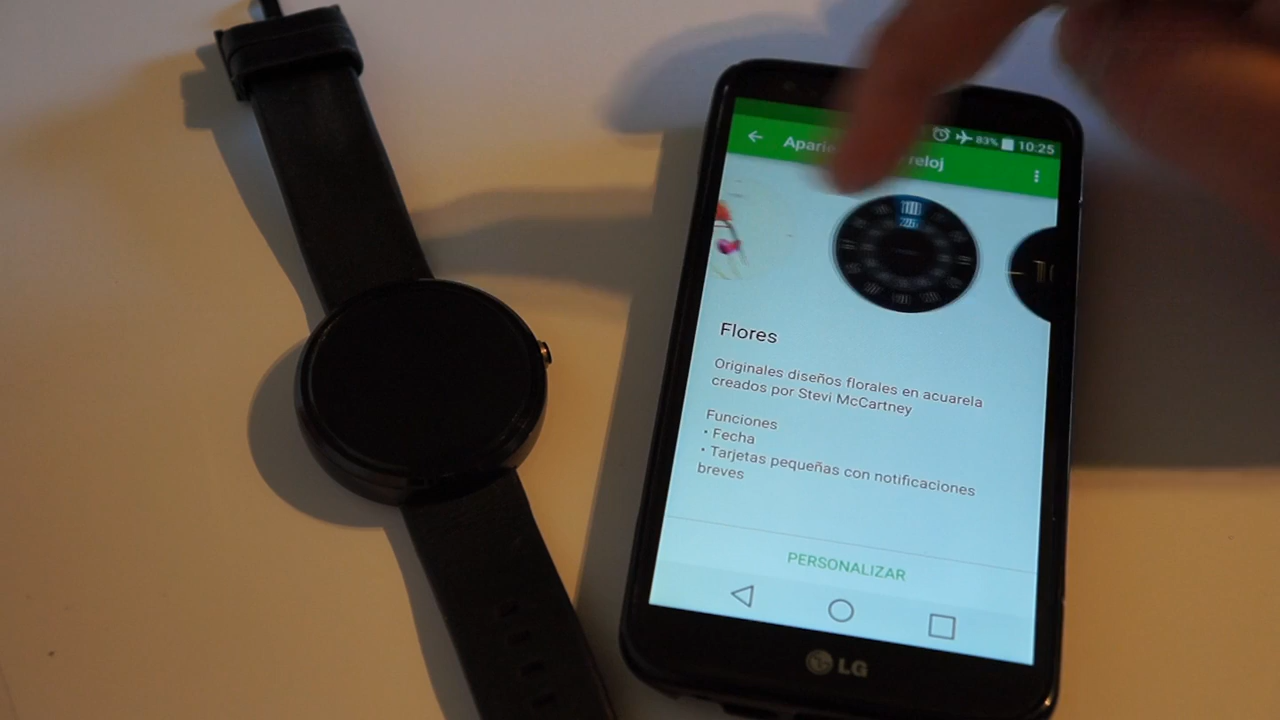 83% 10:25
reloj
Flores
Originales diseños florales en acuarela
creados por Stevi McCartney
Funciones
• Fecha
• Tarjetas pequeñas con notificaciones
breves
PERSONALIZAR
LG